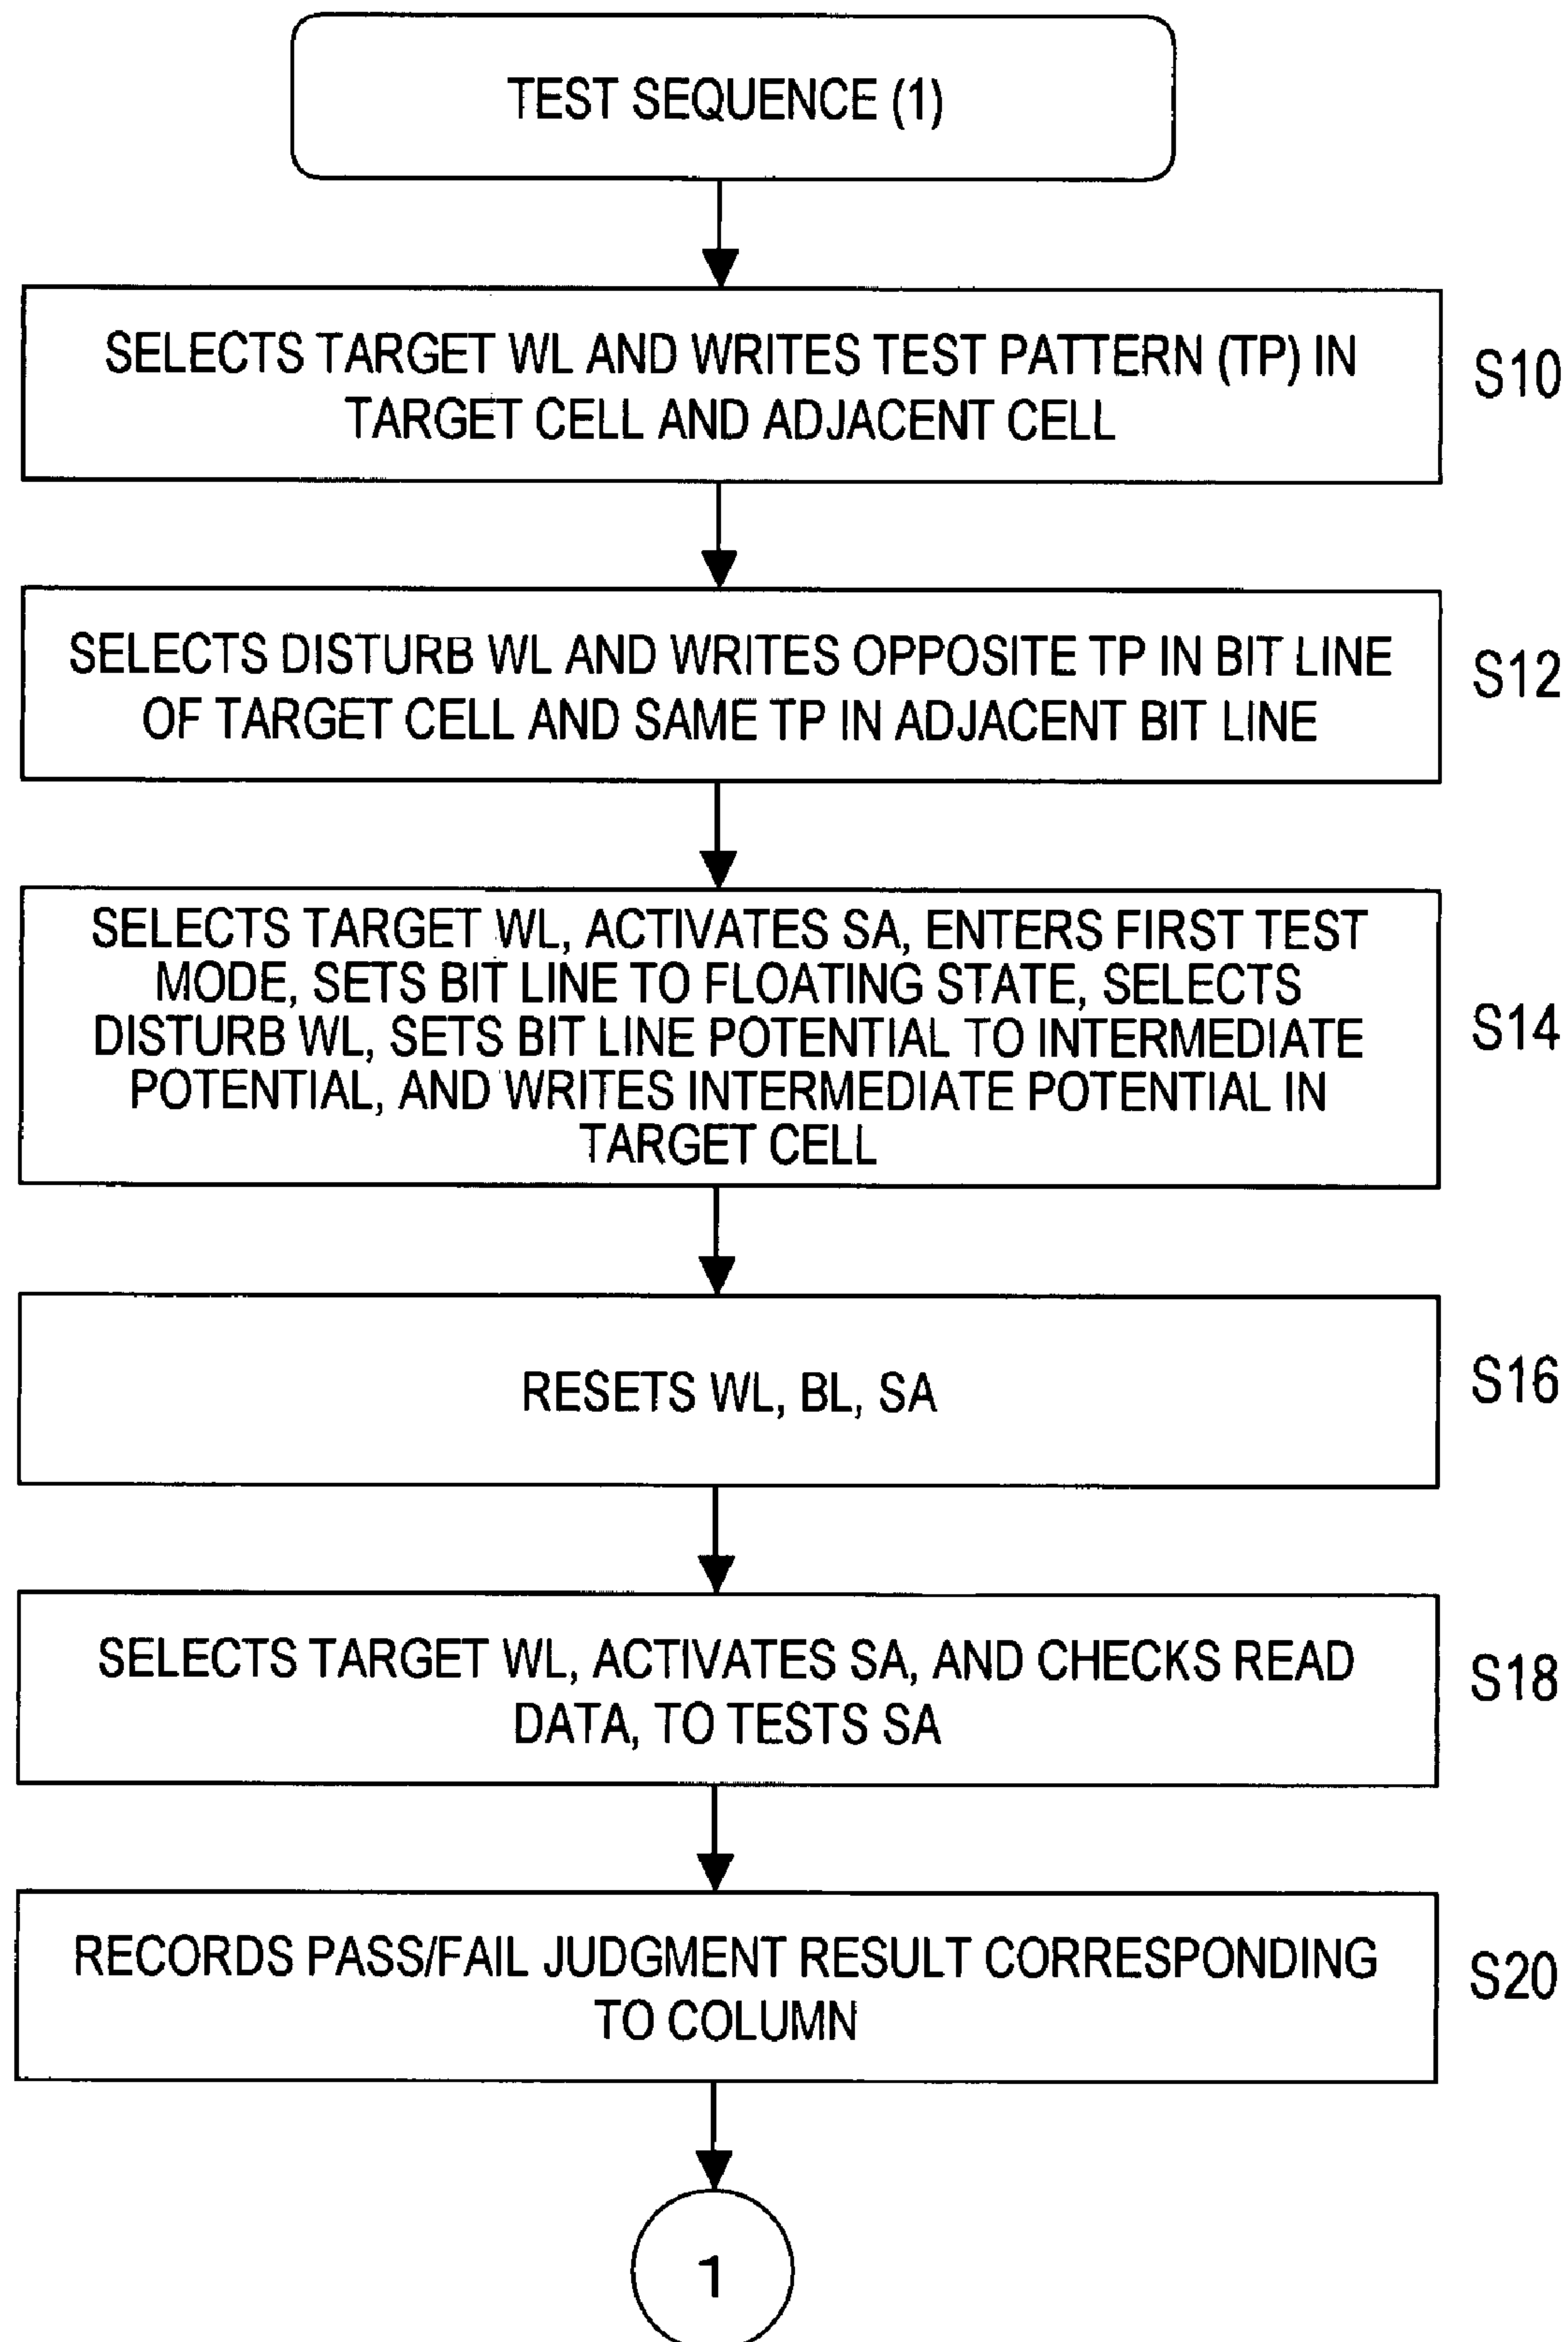 TEST SEQUENCE (1)
SELECTS TARGET WL AND WRITES TEST PATTERN (TP) IN
TARGET CELL AND ADJACENT CELL
S10
SELECTS DISTURB WL AND WRITES OPPOSITE TP IN BIT LINE
OF TARGET CELL AND SAME TP IN ADJACENT BIT LINE
S12
SELECTS TARGET WL, ACTIVATES SA, ENTERS FIRST TEST
MODE, SETS BIT LINE TO FLOATING STATE, SELECTS
DISTURB WL, SETS BIT LINE POTENTIAL TO INTERMEDIATE
POTENTIAL, AND WRITES INTERMEDIATE POTENTIAL IN
TARGET CELL
S14
RESETS WL, BL, SA
S16
SELECTS TARGET WL, ACTIVATES SA, AND CHECKS READ
DATA, TO TESTS SA
S18
RECORDS PASS/FAIL JUDGMENT RESULT CORRESPONDING
TO COLUMN
S20
1